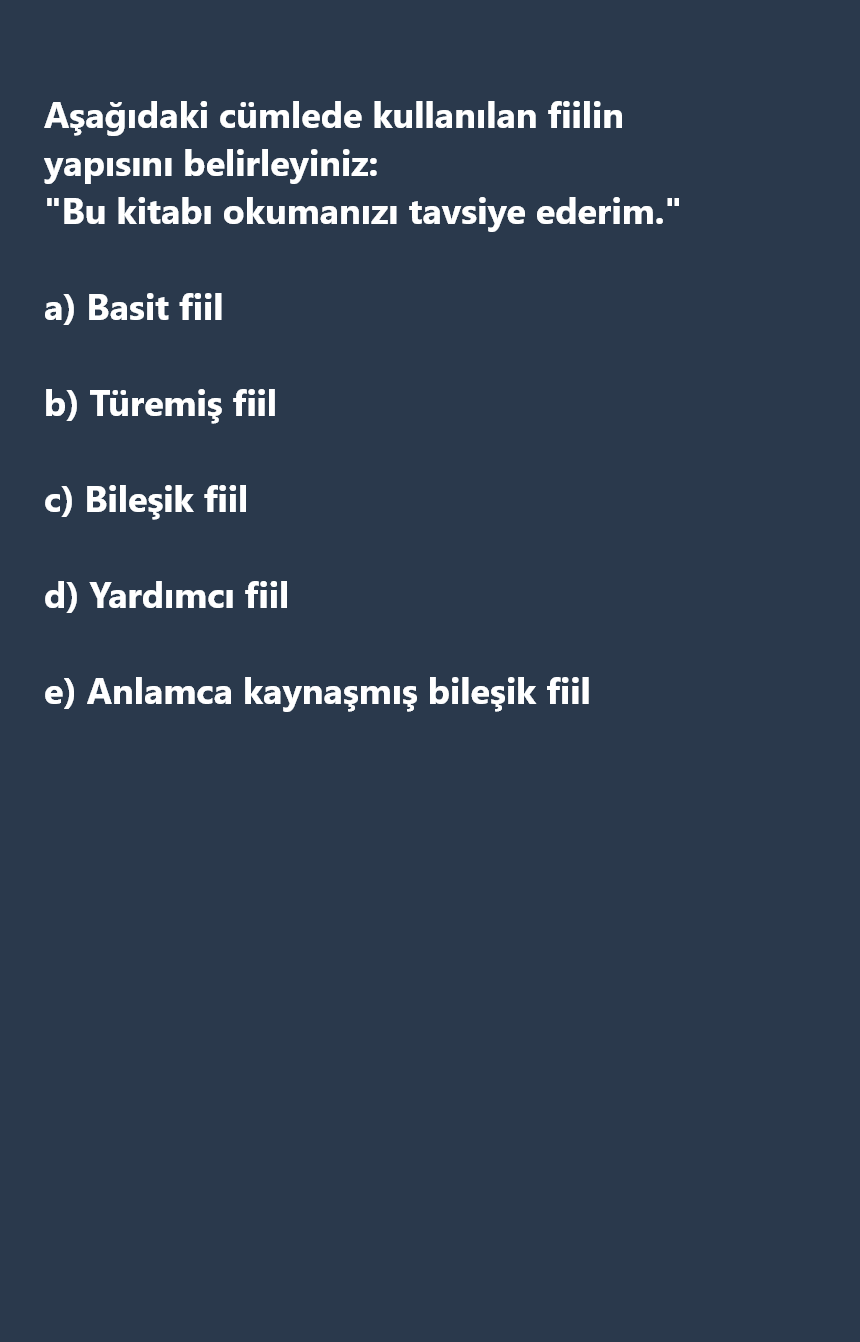 Aşağıdaki cümlede kullanılan fiilin
yapısını belirleyiniz:
"Bu kitabı okumanızı tavsiye ederim."
a) Basit fiil
b) Türemiş fiil
c) Bileşik fiil
d) Yardımcı fiil
e) Anlamca kaynaşmış bileşik fiil